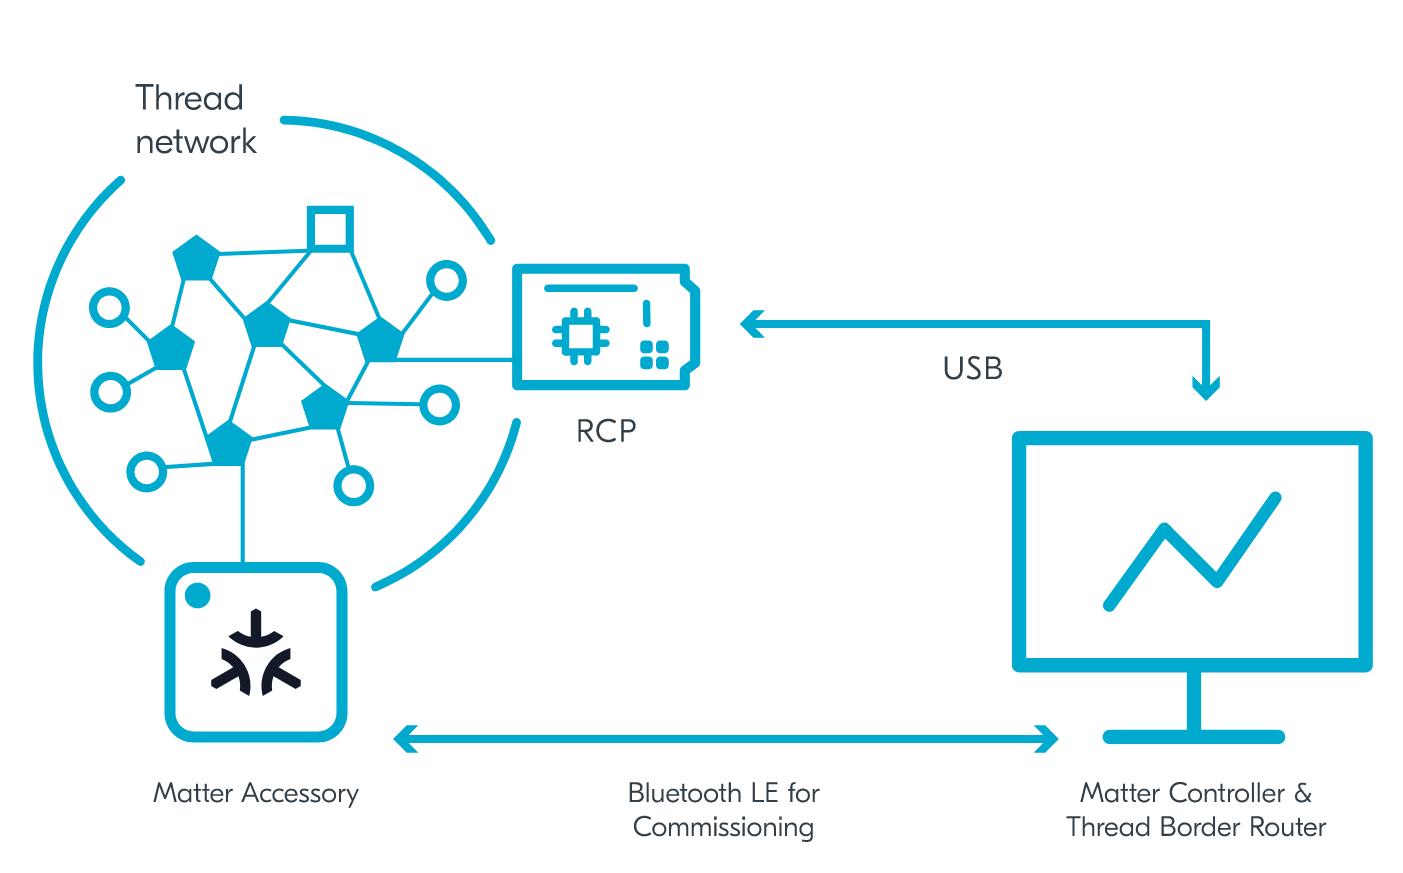 Thread
network
USB
RCP
Matter Accessory
Bluetooth LE for
Commissioning
Matter Controller &
Thread Border Router